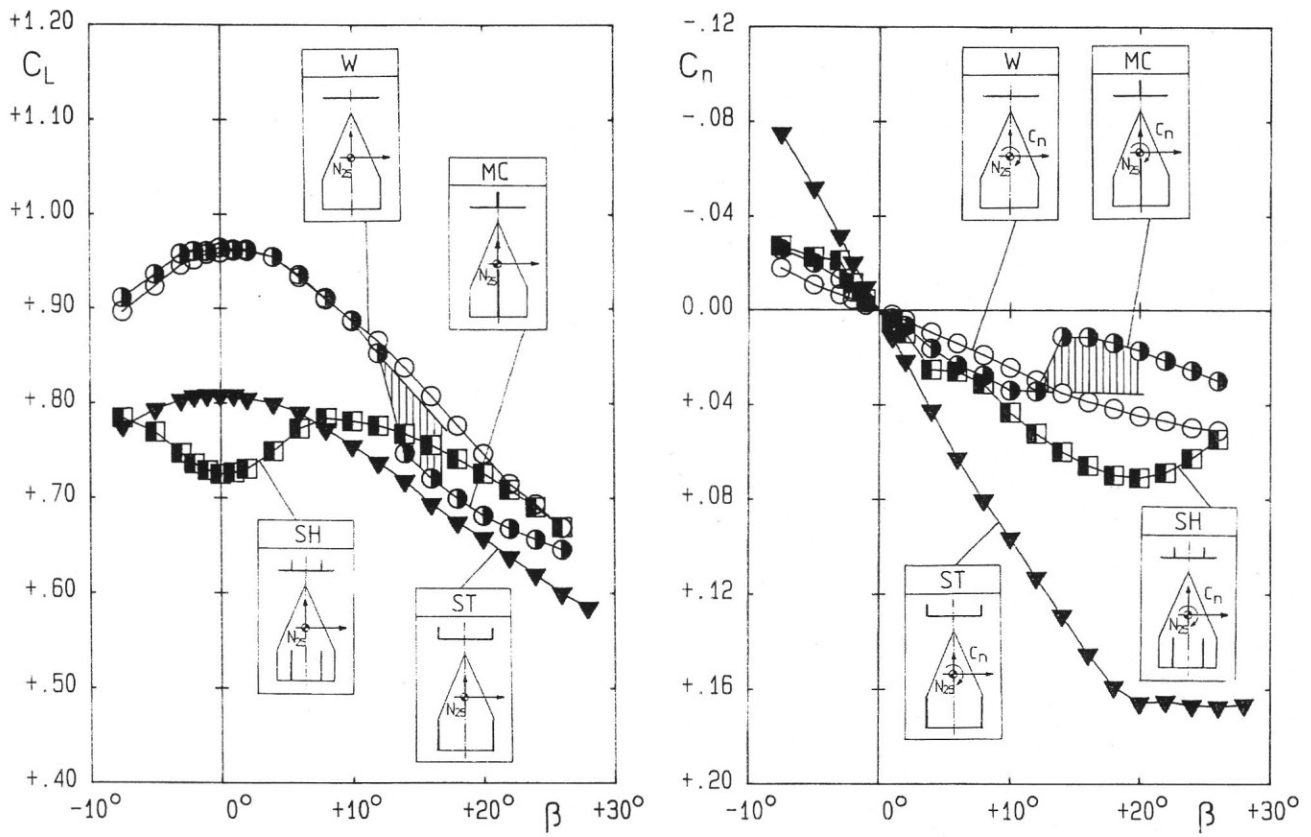 +1.20
C_L
+1.10
+1.00
+.90
+.80
+.70
+.60
+.50
+.40
-10° 0° +10° +20° β +30°
W
N₂₅
MC
N₂₅
SH
N₂₅
ST
N₂₅
-.12
C_n
-.08
-.04
0.00
+.04
+.08
+.12
+.16
+.20
-10° 0° +10° +20° β +30°
W
C_n
N₂₅
MC
C_n
N₂₅
ST
C_n
N₂₅
SH
C_n
N₂₅